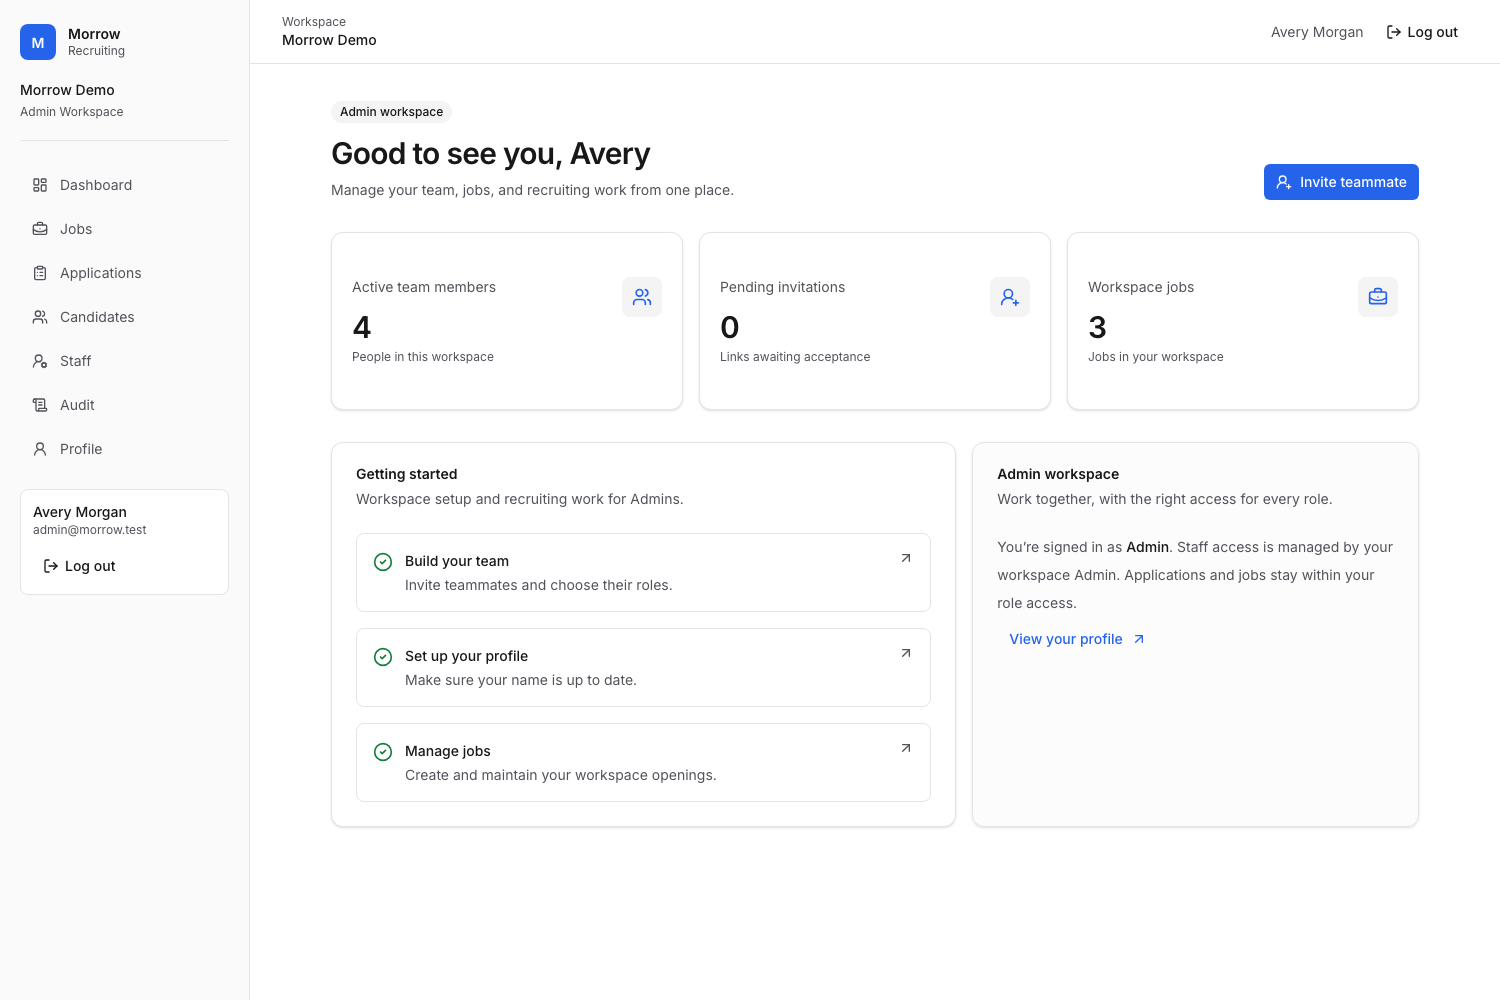 M
Morrow
Recruiting
Morrow Demo
Admin Workspace
Dashboard
Jobs
Applications
Candidates
Staff
Audit
Profile
Avery Morgan
admin@morrow.test
Log out
Workspace
Morrow Demo
Avery Morgan
Log out
Admin workspace
Good to see you, Avery
Manage your team, jobs, and recruiting work from one place.
Invite teammate
Active team members
4
People in this workspace
Pending invitations
0
Links awaiting acceptance
Workspace jobs
3
Jobs in your workspace
Getting started
Workspace setup and recruiting work for Admins.
Build your team
Invite teammates and choose their roles.
Set up your profile
Make sure your name is up to date.
Manage jobs
Create and maintain your workspace openings.
Admin workspace
Work together, with the right access for every role.
You’re signed in as Admin. Staff access is managed by your
workspace Admin. Applications and jobs stay within your
role access.
View your profile